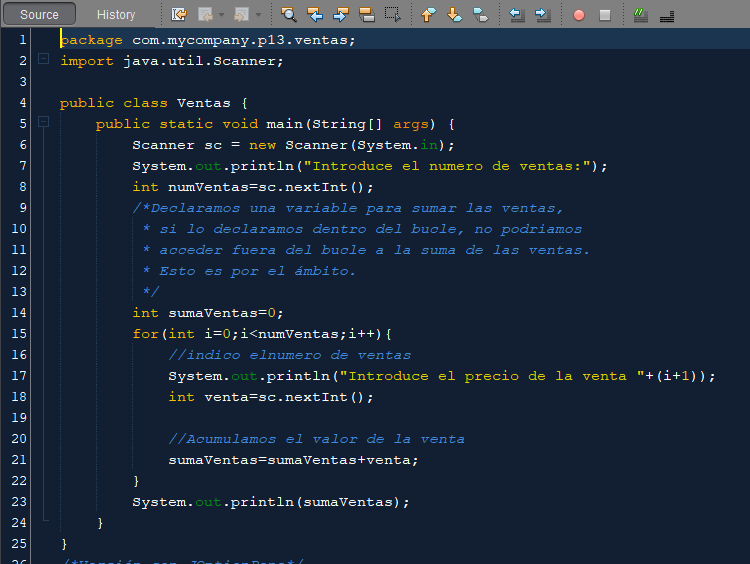 Source History
1 package com.mycompany.p13.ventas;
2 import java.util.Scanner;
3
4 public class Ventas {
5 public static void main(String[] args) {
6 Scanner sc = new Scanner(System.in);
7 System.out.println("Introduce el numero de ventas:");
8 int numVentas=sc.nextInt();
9 /*Declaramos una variable para sumar las ventas,
10 * si lo declaramos dentro del bucle, no podriamos
11 * acceder fuera del bucle a la suma de las ventas.
12 * Esto es por el ámbito.
13 */
14 int sumaVentas=0;
15 for(int i=0;i<numVentas;i++){
16 //indico elnumero de ventas
17 System.out.println("Introduce el precio de la venta "+(i+1));
18 int venta=sc.nextInt();
19
20 //Acumulamos el valor de la venta
21 sumaVentas=sumaVentas+venta;
22 }
23 System.out.println(sumaVentas);
24 }
25 }